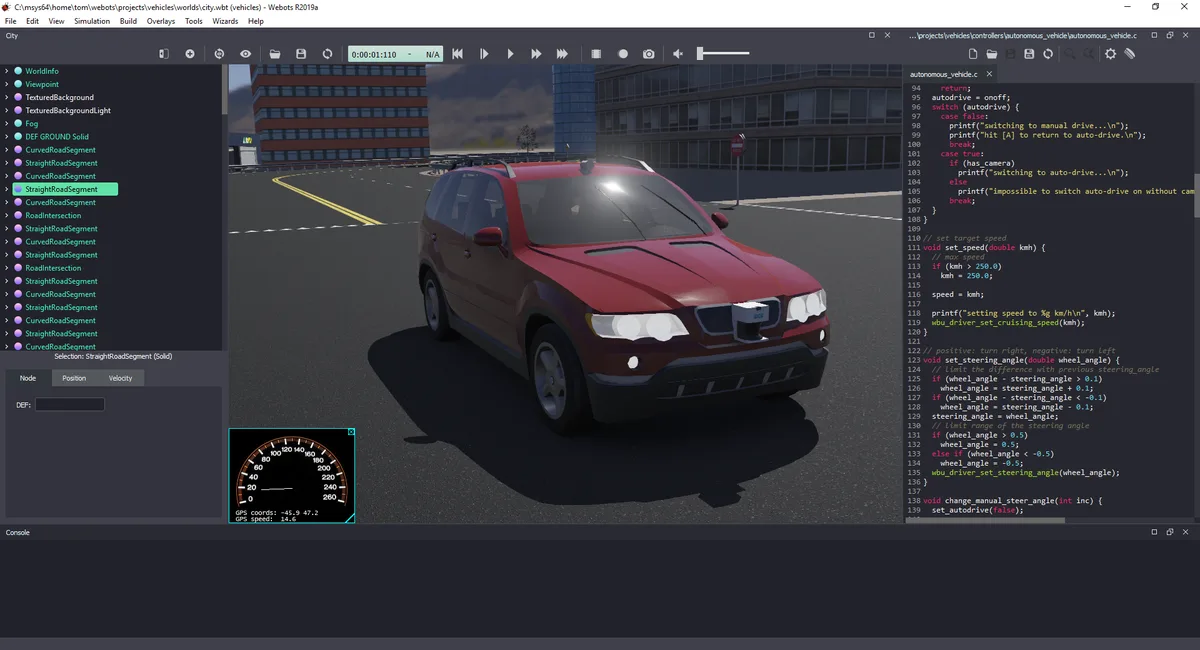 C:\msys64\home\tom\webots\projects\vehicles\worlds\city.wbt (vehicles) - Webots R2019a
File Edit View Simulation Build Overlays Tools Wizards Help
City
...\projects\vehicles\controllers\autonomous_vehicle\autonomous_vehicle.c
0:00:01:110 - N/A
WorldInfo
Viewpoint
TexturedBackground
TexturedBackgroundLight
Fog
DEF GROUND Solid
CurvedRoadSegment
StraightRoadSegment
CurvedRoadSegment
StraightRoadSegment
CurvedRoadSegment
RoadIntersection
StraightRoadSegment
CurvedRoadSegment
StraightRoadSegment
RoadIntersection
StraightRoadSegment
CurvedRoadSegment
StraightRoadSegment
CurvedRoadSegment
StraightRoadSegment
CurvedRoadSegment
Selection: StraightRoadSegment (Solid)
Node Position Velocity
DEF:
0 20 40 60 80 100 120 140 160 180 200 220 240 260
GPS coords: -45.9 47.2
GPS speed: 14.6
autonomous_vehicle.c
94 return;
95 autodrive = onoff;
96 switch (autodrive) {
97 case false:
98 printf("switching to manual drive...\n");
99 printf("hit [A] to return to auto-drive.\n");
100 break;
101 case true:
102 if (has_camera)
103 printf("switching to auto-drive...\n");
104 else
105 printf("impossible to switch auto-drive on without cam
106 break;
107 }
108 }
109
110 // set target speed
111 void set_speed(double kmh) {
112 // max speed
113 if (kmh > 250.0)
114 kmh = 250.0;
115
116 speed = kmh;
117
118 printf("setting speed to %g km/h\n", kmh);
119 wbu_driver_set_cruising_speed(kmh);
120 }
121
122 // positive: turn right, negative: turn left
123 void set_steering_angle(double wheel_angle) {
124 // limit the difference with previous steering_angle
125 if (wheel_angle - steering_angle > 0.1)
126 wheel_angle = steering_angle + 0.1;
127 if (wheel_angle - steering_angle < -0.1)
128 wheel_angle = steering_angle - 0.1;
129 steering_angle = wheel_angle;
130 // limit range of the steering angle
131 if (wheel_angle > 0.5)
132 wheel_angle = 0.5;
133 else if (wheel_angle < -0.5)
134 wheel_angle = -0.5;
135 wbu_driver_set_steering_angle(wheel_angle);
136 }
137
138 void change_manual_steer_angle(int inc) {
139 set_autodrive(false);
Console